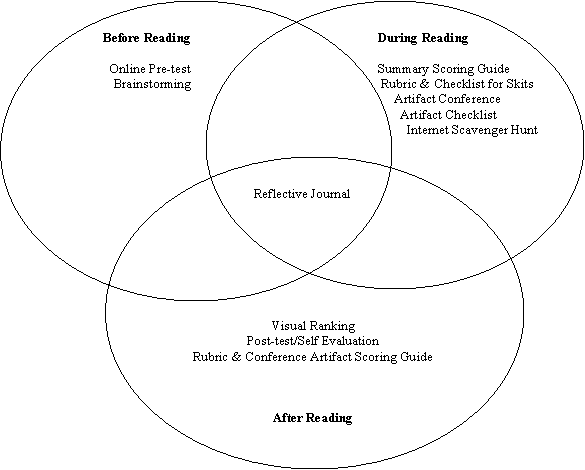 Before Reading
Online Pre-test
Brainstorming
During Reading
Summary Scoring Guide
Rubric & Checklist for Skits
Artifact Conference
Artifact Checklist
Internet Scavenger Hunt
Reflective Journal
Visual Ranking
Post-test/Self Evaluation
Rubric & Conference Artifact Scoring Guide
After Reading